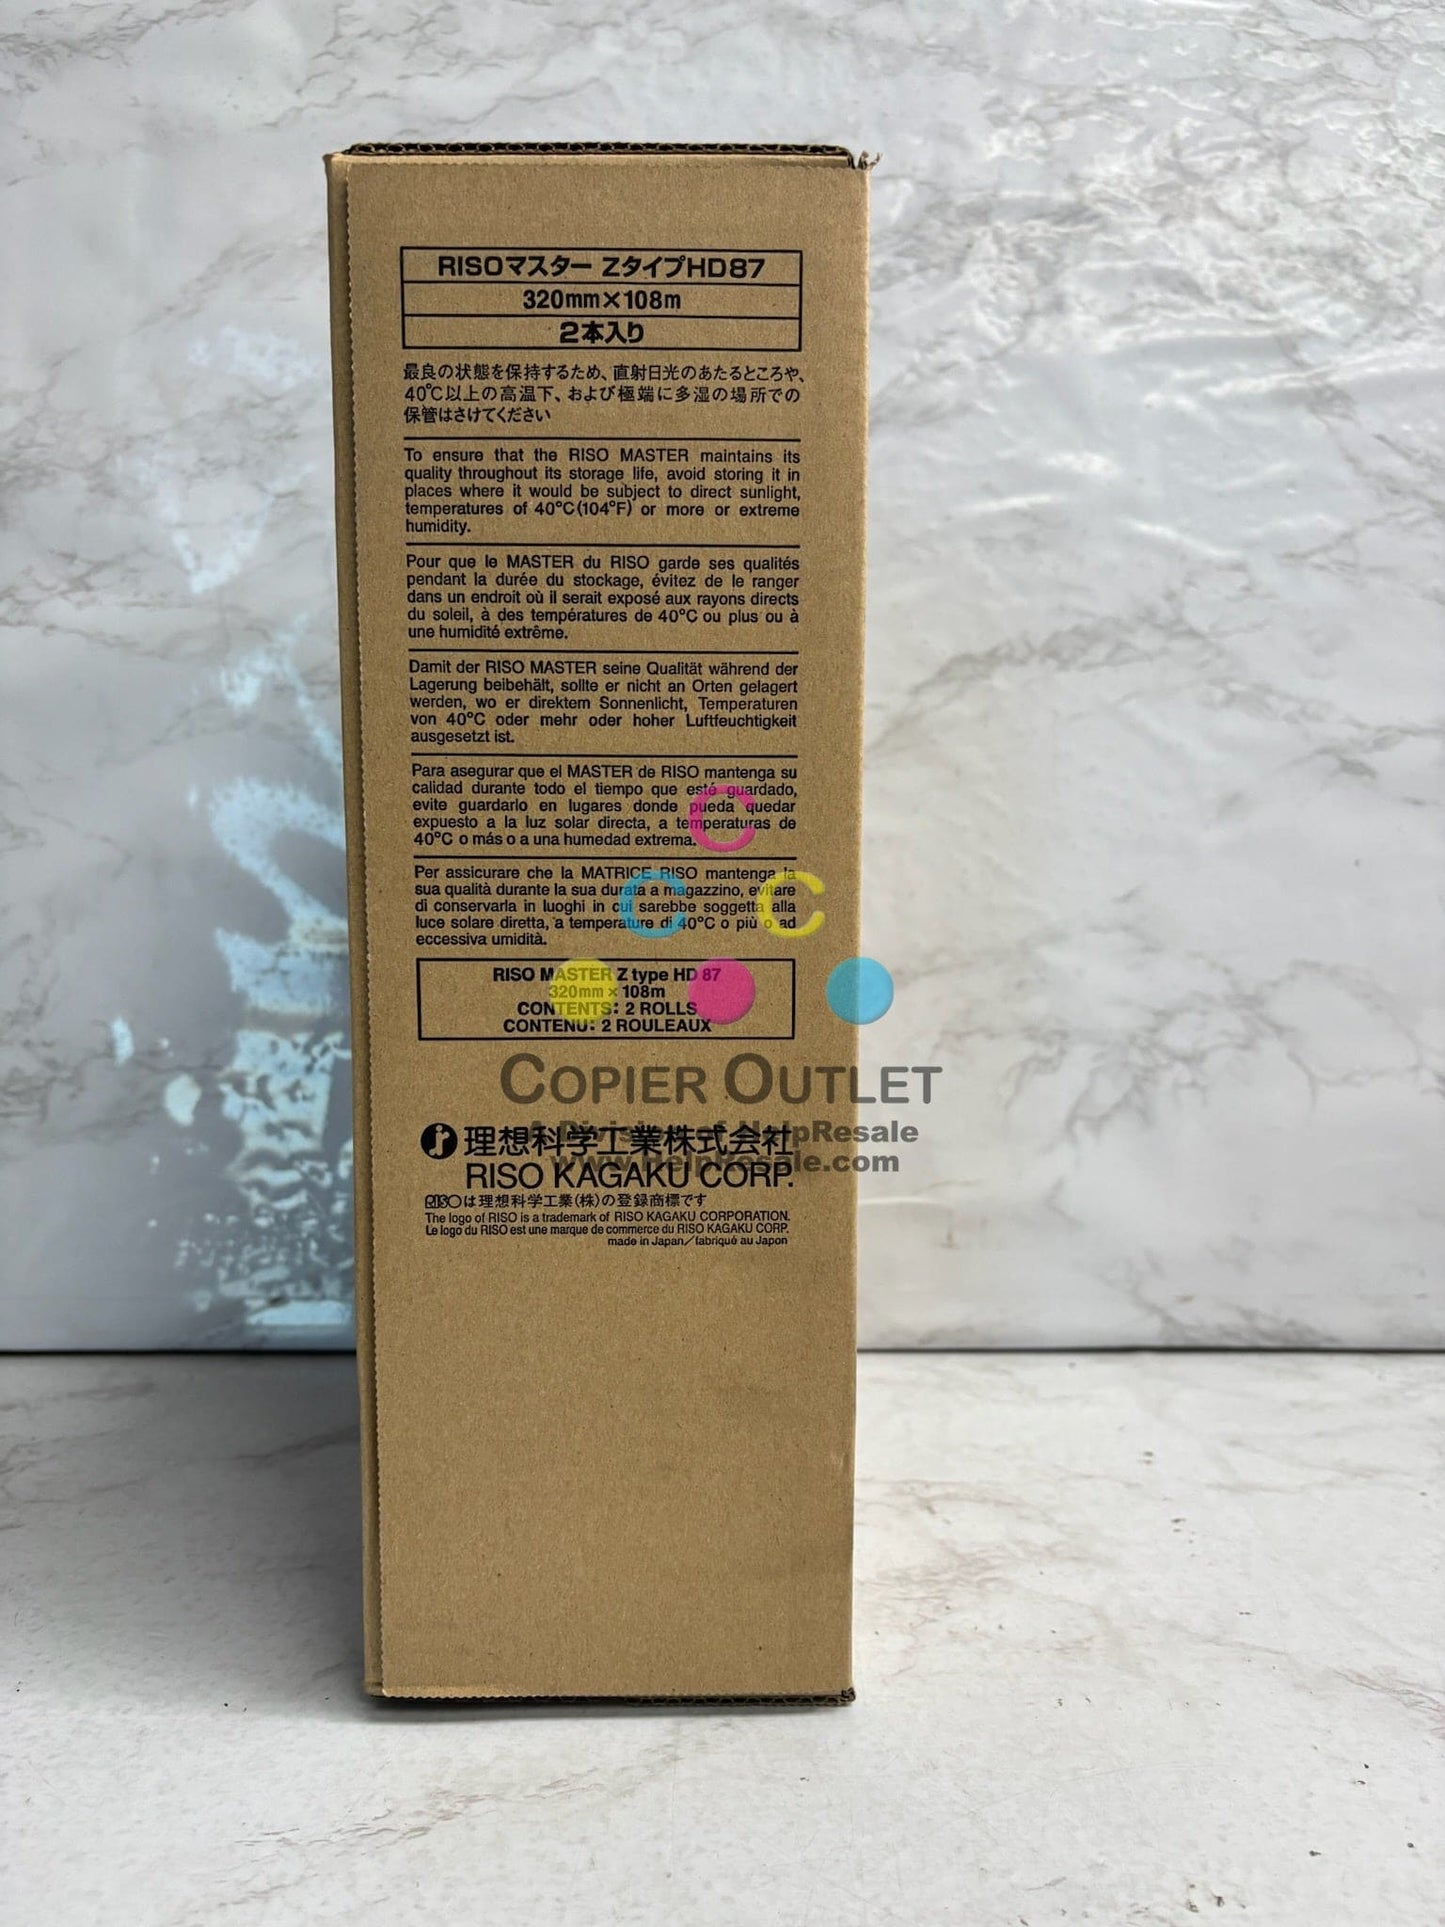 RISOマスター ZタイプHD87
320mm×108m
2本入り
最良の状態を保持するため、直射日光のあたるところや、
40℃以上の高温下、および極端に多湿の場所での
保管はさけてください
To ensure that the RISO MASTER maintains its
quality throughout its storage life, avoid storing it in
places where it would be subject to direct sunlight,
temperatures of 40°C(104°F) or more or extreme
humidity.
Pour que le MASTER du RISO garde ses qualités
pendant la durée du stockage, évitez de le ranger
dans un endroit où il serait exposé aux rayons directs
du soleil, à des températures de 40°C ou plus ou à
une humidité extrême.
Damit der RISO MASTER seine Qualität während der
Lagerung beibehält, sollte er nicht an Orten gelagert
werden, wo er direktem Sonnenlicht, Temperaturen
von 40°C oder mehr oder hoher Luftfeuchtigkeit
ausgesetzt ist.
Para asegurar que el MASTER de RISO mantenga su
calidad durante todo el tiempo que esté guardado,
evite guardarlo en lugares donde pueda quedar
expuesto a la luz solar directa, a temperaturas de
40°C o más o a una humedad extrema.
Per assicurare che la MATRICE RISO mantenga la
sua qualità durante la sua durata a magazzino, evitare
di conservarla in luoghi in cui sarebbe soggetta alla
luce solare diretta, a temperature di 40°C o più o ad
eccessiva umidità.
RISO MASTER Z type HD 87
320mm × 108m
CONTENTS: 2 ROLLS
CONTENU: 2 ROULEAUX
COPIER OUTLET
A Division of HelpResale
www.HelpResale.com
理想科学工業株式会社
RISO KAGAKU CORP.
RISOは理想科学工業(株)の登録商標です
The logo of RISO is a trademark of RISO KAGAKU CORPORATION.
Le logo du RISO est une marque de commerce du RISO KAGAKU CORP.
made in Japan/fabriqué au Japon